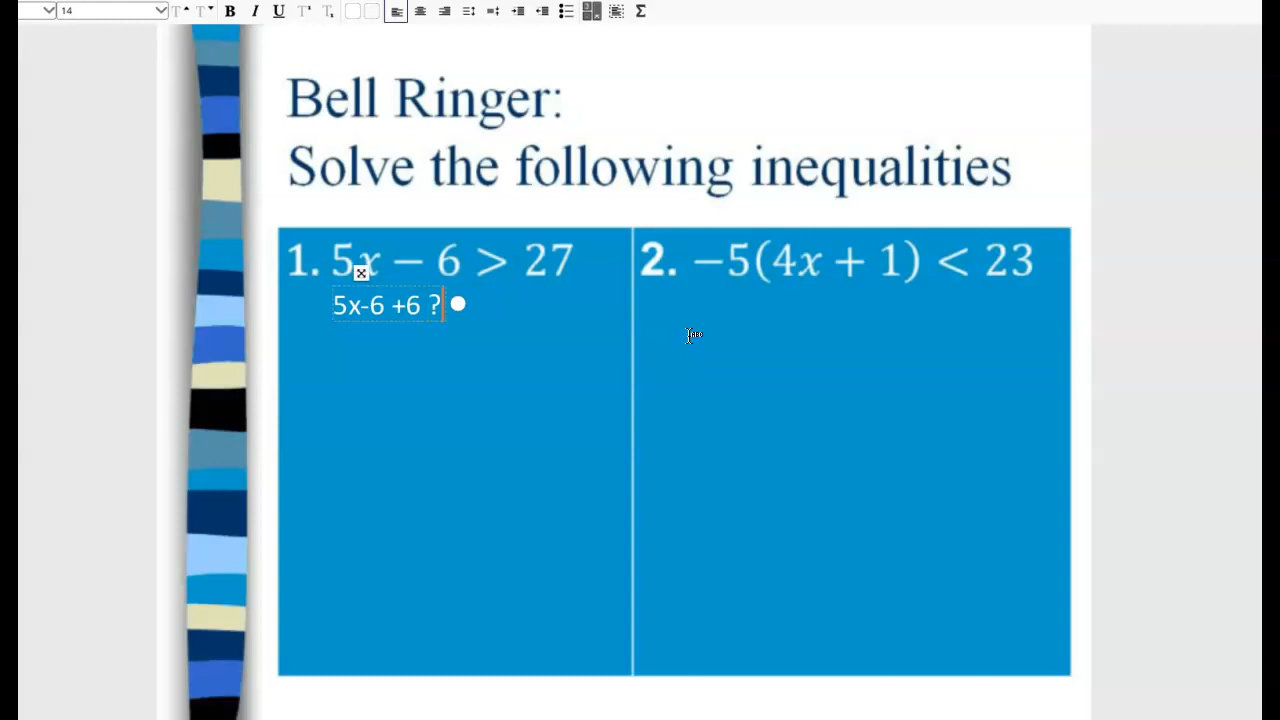 14
B I U
Bell Ringer:
Solve the following inequalities
1. 5x − 6 > 27
5x-6 +6 ?
2. −5(4x + 1) < 23